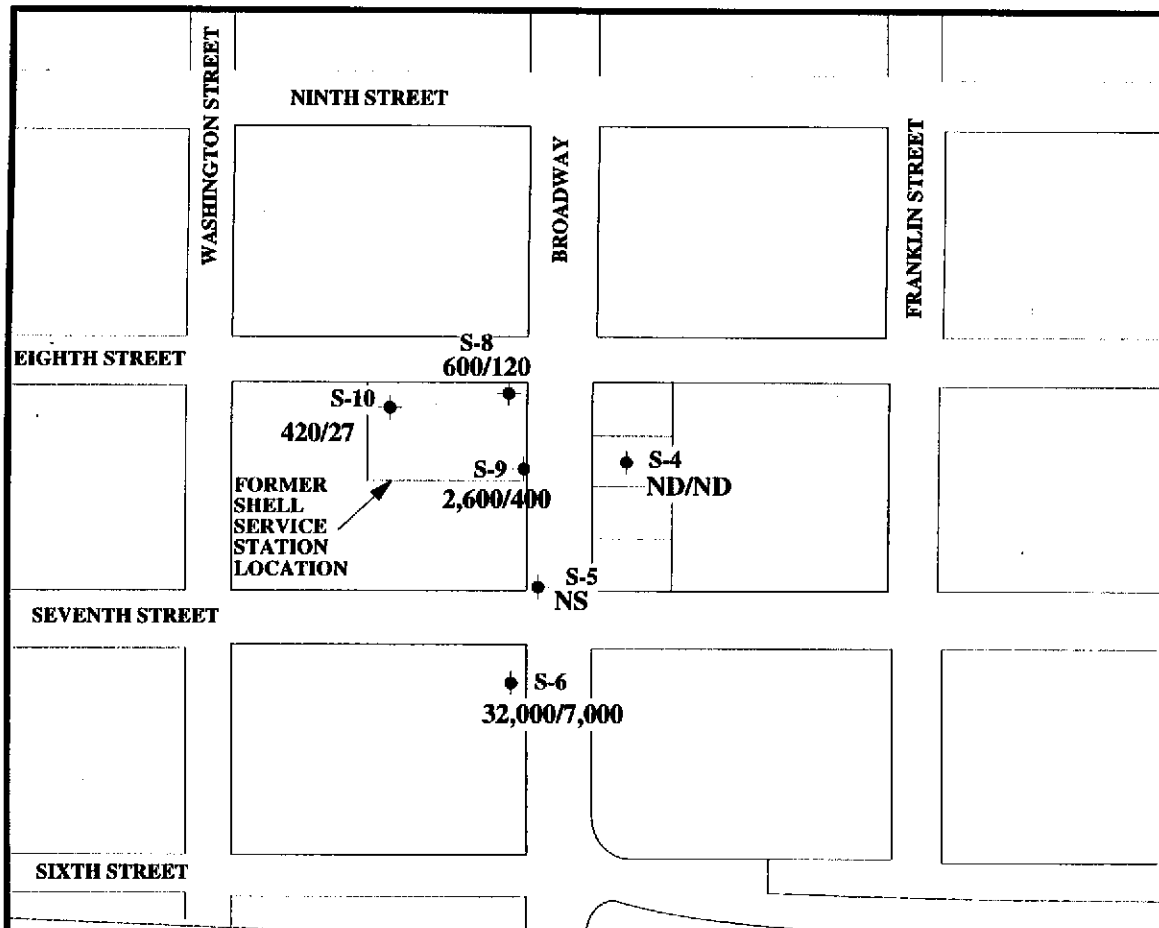 WASHINGTON STREET
NINTH STREET
BROADWAY
FRANKLIN STREET
EIGHTH STREET
S-8
600/120
S-10
420/27
S-9
2,600/400
S-4
ND/ND
FORMER
SHELL
SERVICE
STATION
LOCATION
S-5
NS
SEVENTH STREET
S-6
32,000/7,000
SIXTH STREET